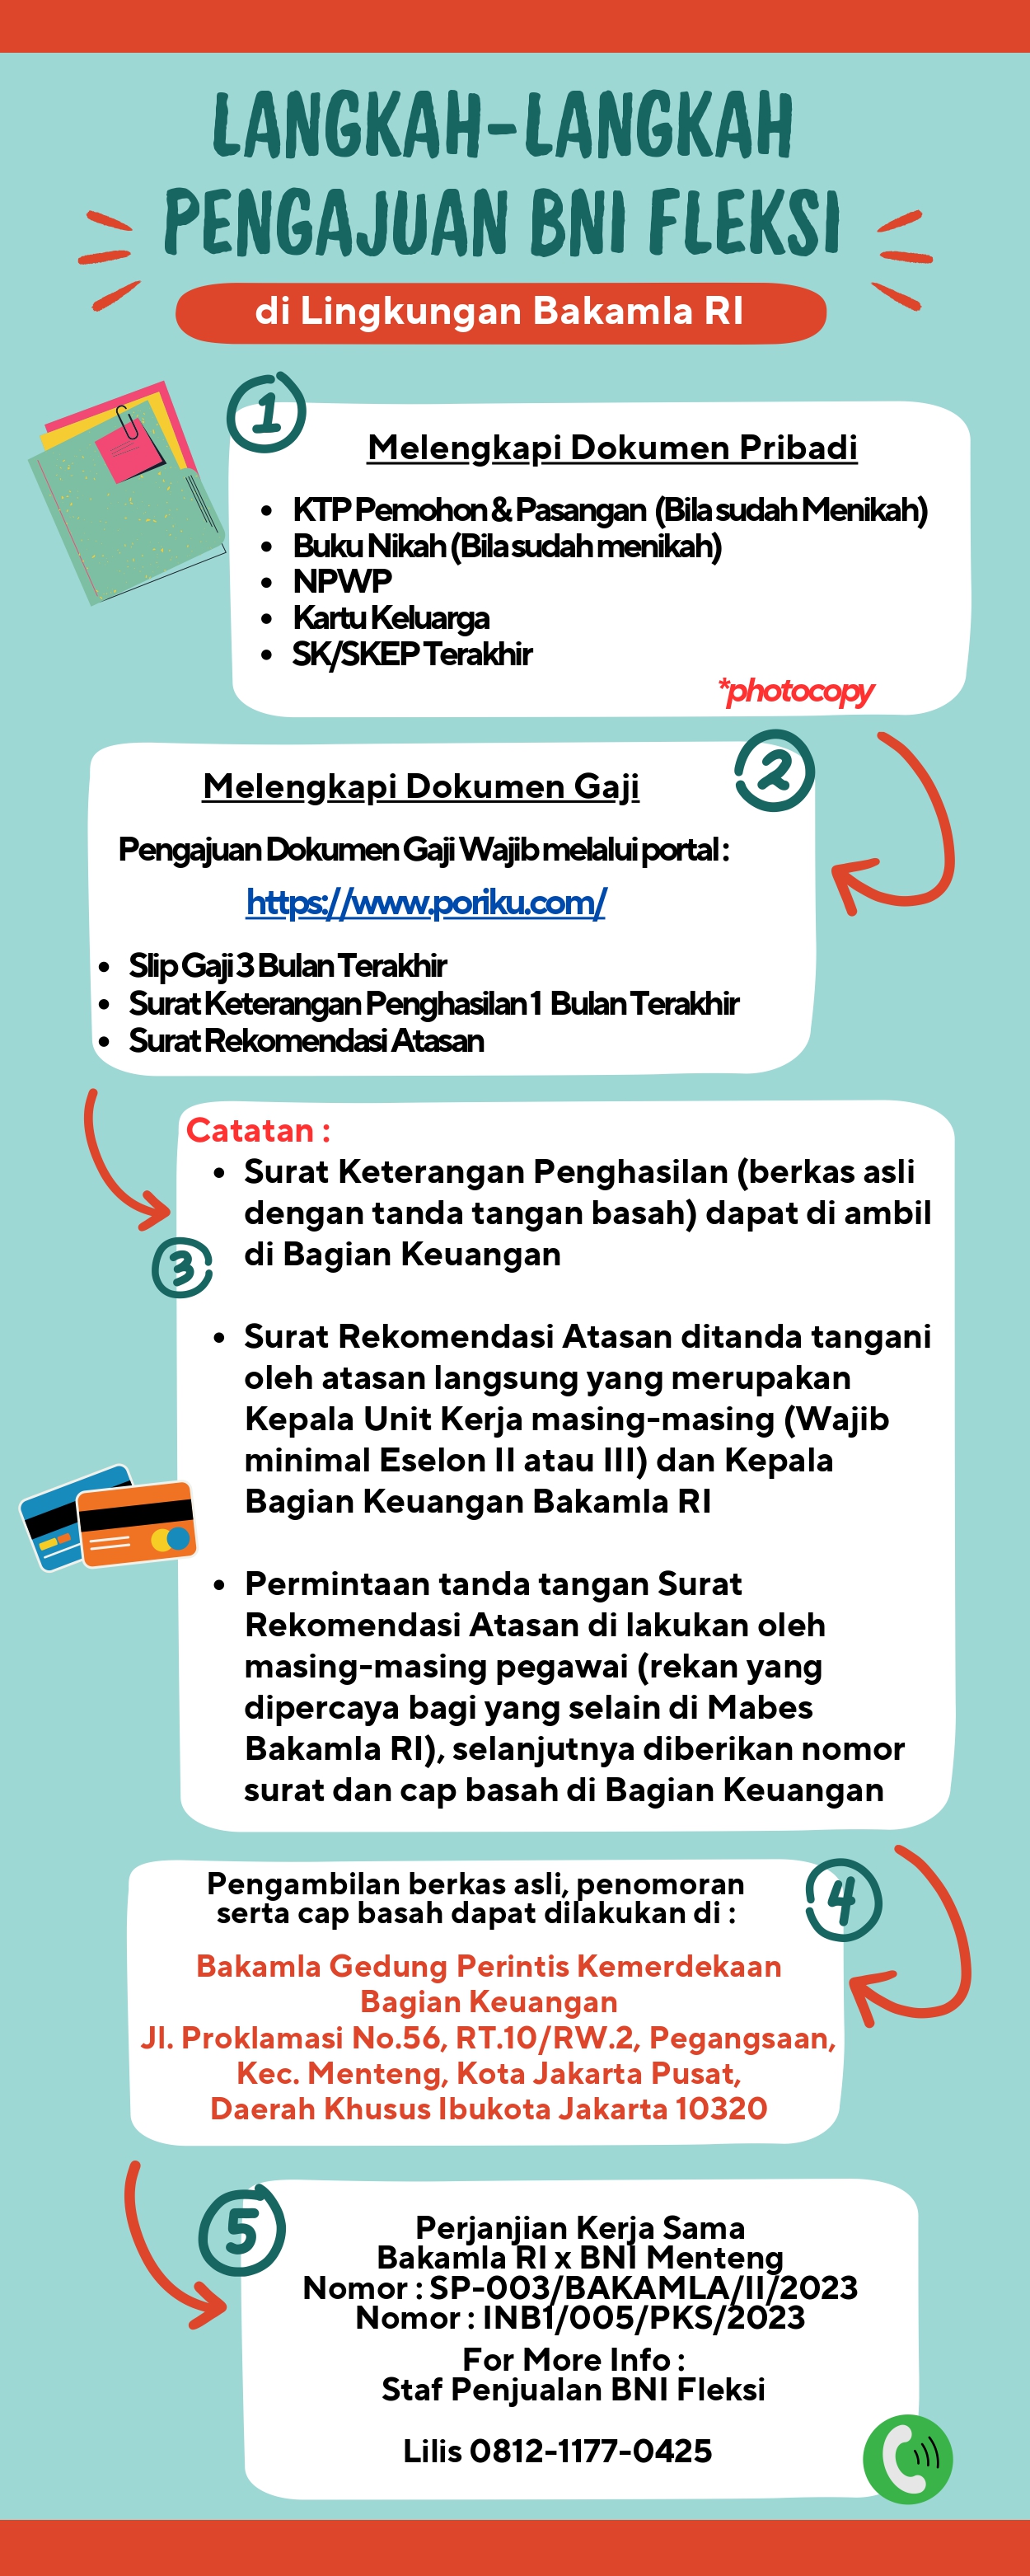 LANGKAH-LANGKAH
PENGAJUAN BNI FLEKSI
di Lingkungan Bakamla RI
1
Melengkapi Dokumen Pribadi
• KTP Pemohon & Pasangan (Bila sudah Menikah)
• Buku Nikah (Bila sudah menikah)
• NPWP
• Kartu Keluarga
• SK/SKEP Terakhir
*photocopy
2
Melengkapi Dokumen Gaji
Pengajuan Dokumen Gaji Wajib melalui portal :
https://www.poriku.com/
• Slip Gaji 3 Bulan Terakhir
• Surat Keterangan Penghasilan 1 Bulan Terakhir
• Surat Rekomendasi Atasan
3
Catatan :
• Surat Keterangan Penghasilan (berkas asli
dengan tanda tangan basah) dapat di ambil
di Bagian Keuangan
• Surat Rekomendasi Atasan ditanda tangani
oleh atasan langsung yang merupakan
Kepala Unit Kerja masing-masing (Wajib
minimal Eselon II atau III) dan Kepala
Bagian Keuangan Bakamla RI
• Permintaan tanda tangan Surat
Rekomendasi Atasan di lakukan oleh
masing-masing pegawai (rekan yang
dipercaya bagi yang selain di Mabes
Bakamla RI), selanjutnya diberikan nomor
surat dan cap basah di Bagian Keuangan
4
Pengambilan berkas asli, penomoran
serta cap basah dapat dilakukan di :
Bakamla Gedung Perintis Kemerdekaan
Bagian Keuangan
Jl. Proklamasi No.56, RT.10/RW.2, Pegangsaan,
Kec. Menteng, Kota Jakarta Pusat,
Daerah Khusus Ibukota Jakarta 10320
5
Perjanjian Kerja Sama
Bakamla RI x BNI Menteng
Nomor : SP-003/BAKAMLA/II/2023
Nomor : INB1/005/PKS/2023
For More Info :
Staf Penjualan BNI Fleksi
Lilis 0812-1177-0425